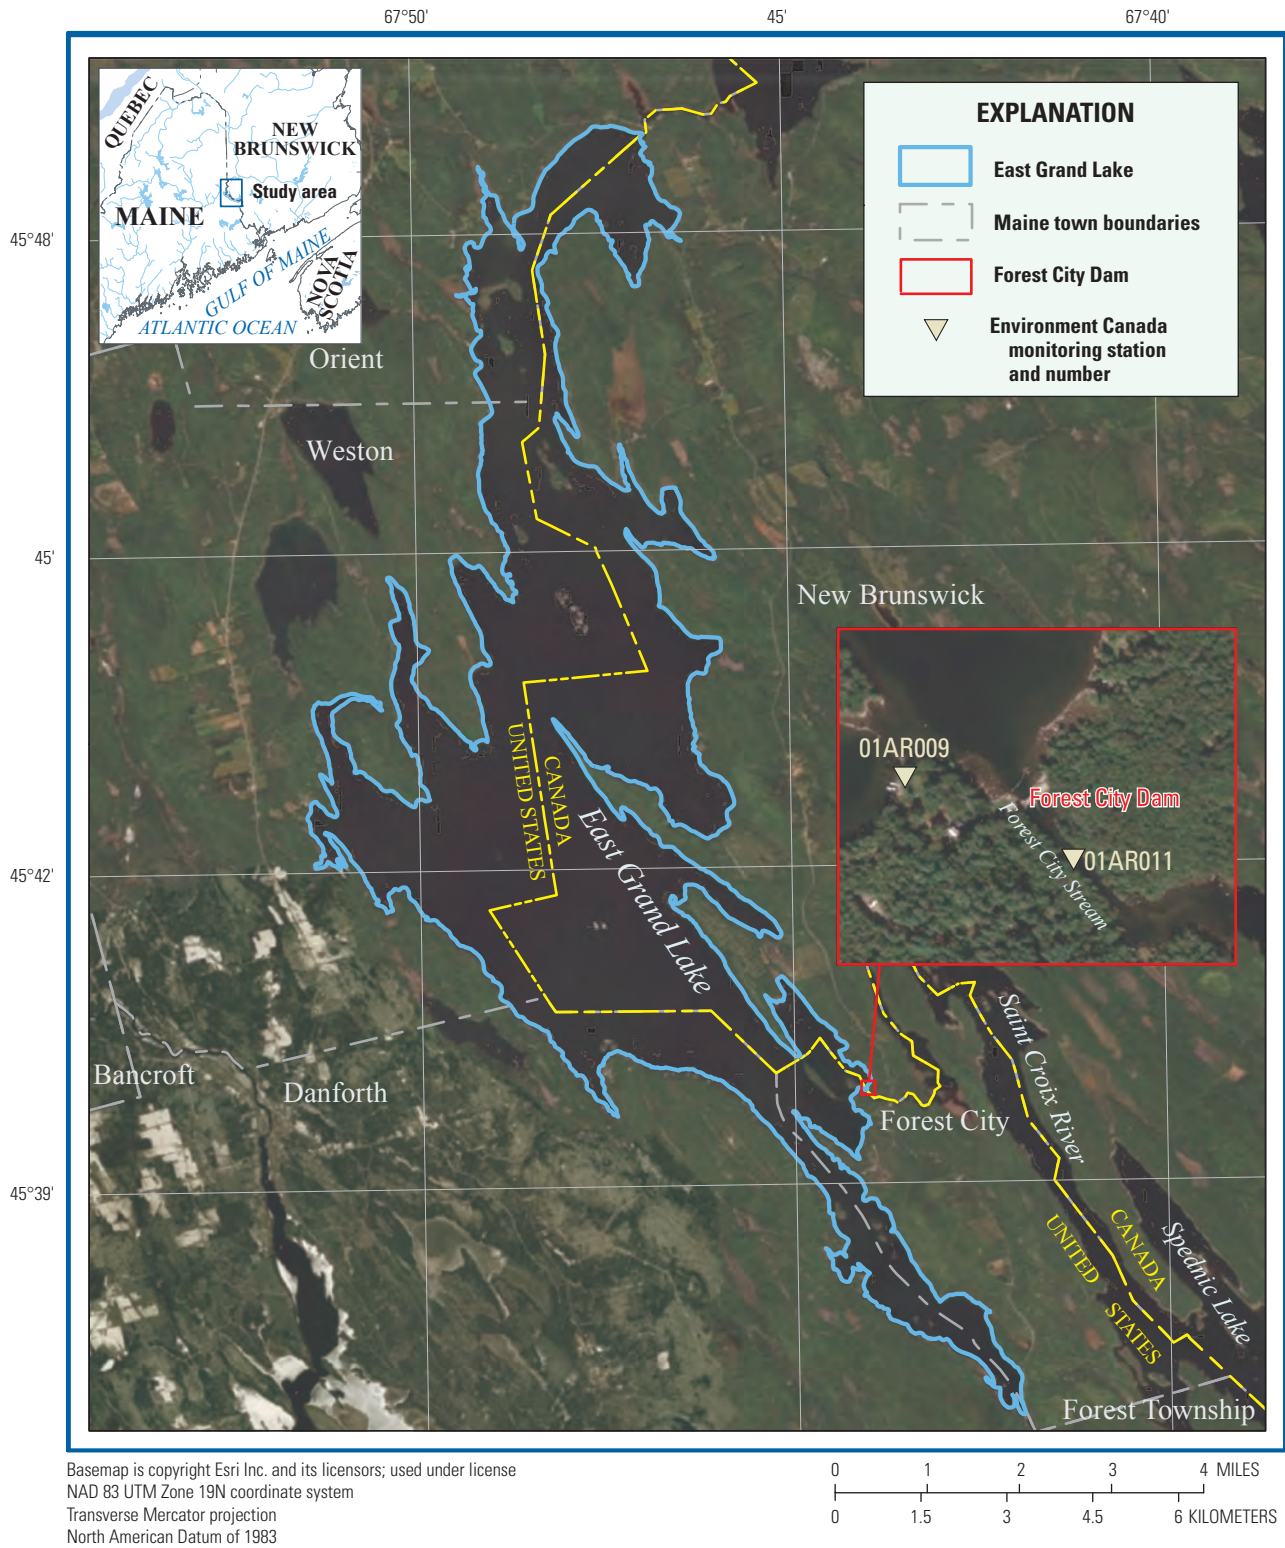 67°50'
45'
67°40'
QUEBEC
NEW
BRUNSWICK
Study area
MAINE
GULF OF MAINE
NOVA
SCOTIA
ATLANTIC OCEAN
EXPLANATION
East Grand Lake
Maine town boundaries
Forest City Dam
Environment Canada
monitoring station
and number
45°48'
Orient
Weston
45'
New Brunswick
01AR009
Forest City Dam
Forest City Stream
01AR011
CANADA
UNITED STATES
East Grand Lake
45°42'
Saint Croix River
Bancroft
Danforth
Forest City
45°39'
CANADA
UNITED STATES
Spednic Lake
Forest Township
Basemap is copyright Esri Inc. and its licensors; used under license
NAD 83 UTM Zone 19N coordinate system
Transverse Mercator projection
North American Datum of 1983
0 1 2 3 4 MILES
0 1.5 3 4.5 6 KILOMETERS